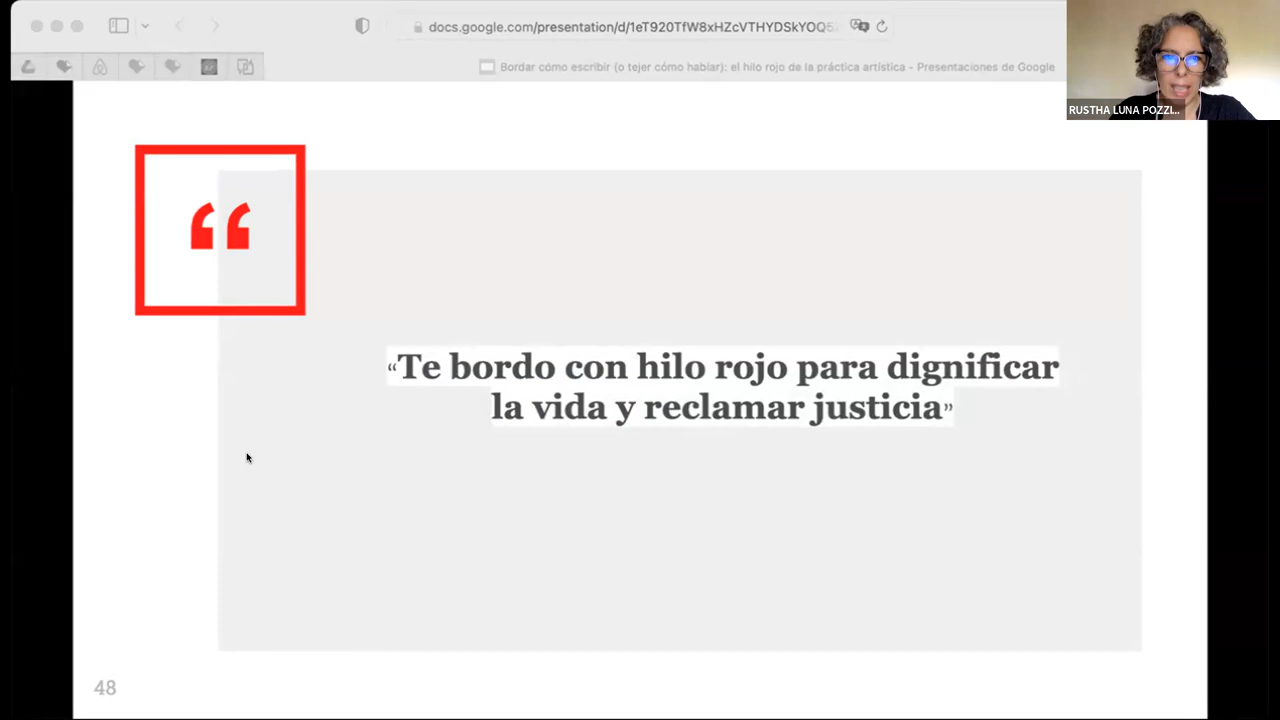 docs.google.com/presentation/d/1eT920TfW8xHZcVTHYDSkYOQ5
Bordar cómo escribir (o tejer cómo hablar): el hilo rojo de la práctica artística - Presentaciones de Google
RUSTHA LUNA POZZI...
“
“Te bordo con hilo rojo para dignificar
la vida y reclamar justicia”
48